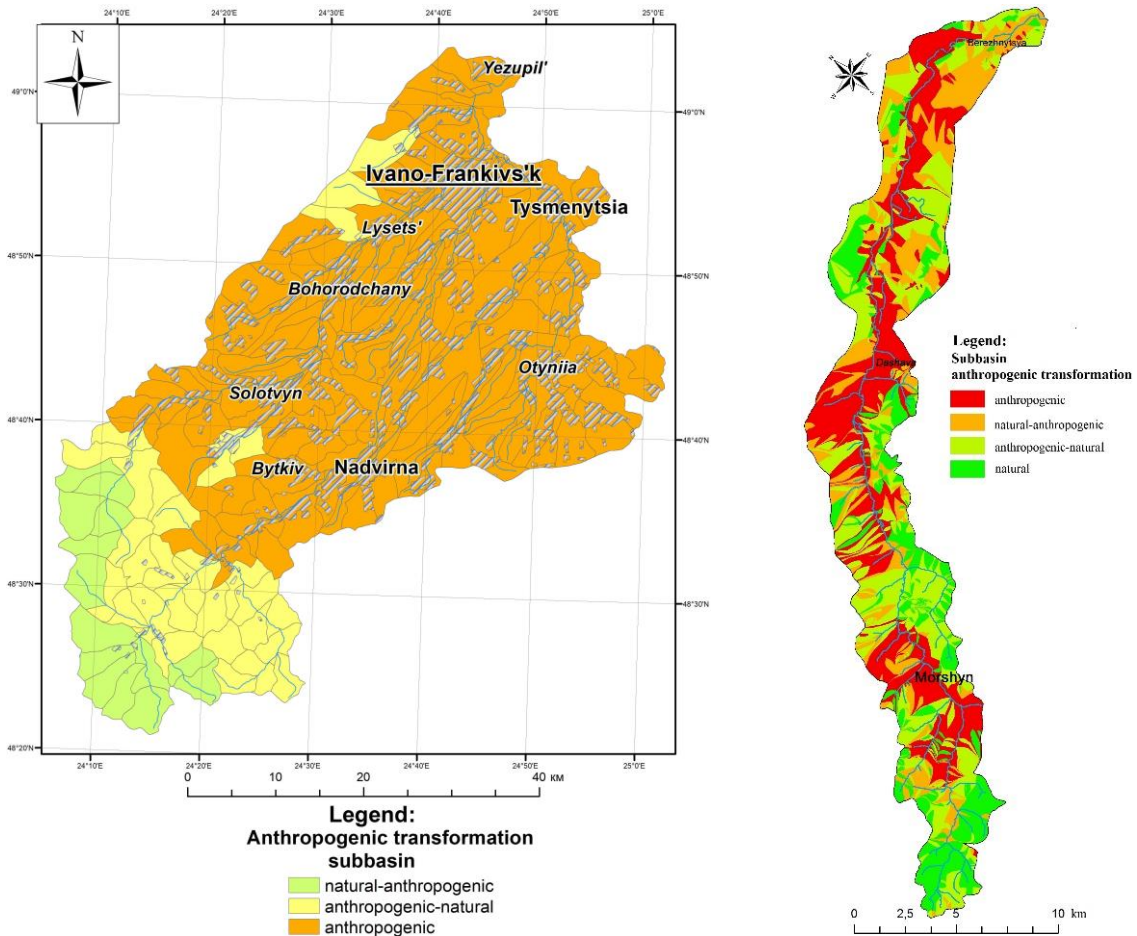 24°10'E
24°20'E
24°30'E
24°40'E
24°50'E
25°0'E
N
49°0'N
49°0'N
Yezupil'
Ivano-Frankivs'k
Tysmenytsia
Lysets'
48°50'N
48°50'N
Bohorodchany
Otyniia
Solotvyn
48°40'N
48°40'N
Bytkiv
Nadvirna
48°30'N
48°30'N
48°20'N
24°10'E
24°20'E
24°30'E
24°40'E
24°50'E
25°0'E
0
10
20
40 км
Legend:
Anthropogenic transformation
subbasin
natural-anthropogenic
anthropogenic-natural
anthropogenic
Berezhnytsya
N
E
W
S
Dashava
Legend:
Subbasin
anthropogenic transformation
anthropogenic
natural-anthropogenic
anthropogenic-natural
natural
Morshyn
0
2,5
5
10 km